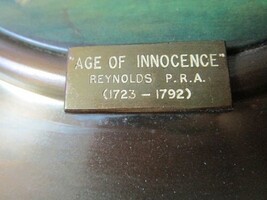 "AGE OF INNOCENCE"
REYNOLDS P.R.A.
(1723 - 1792)